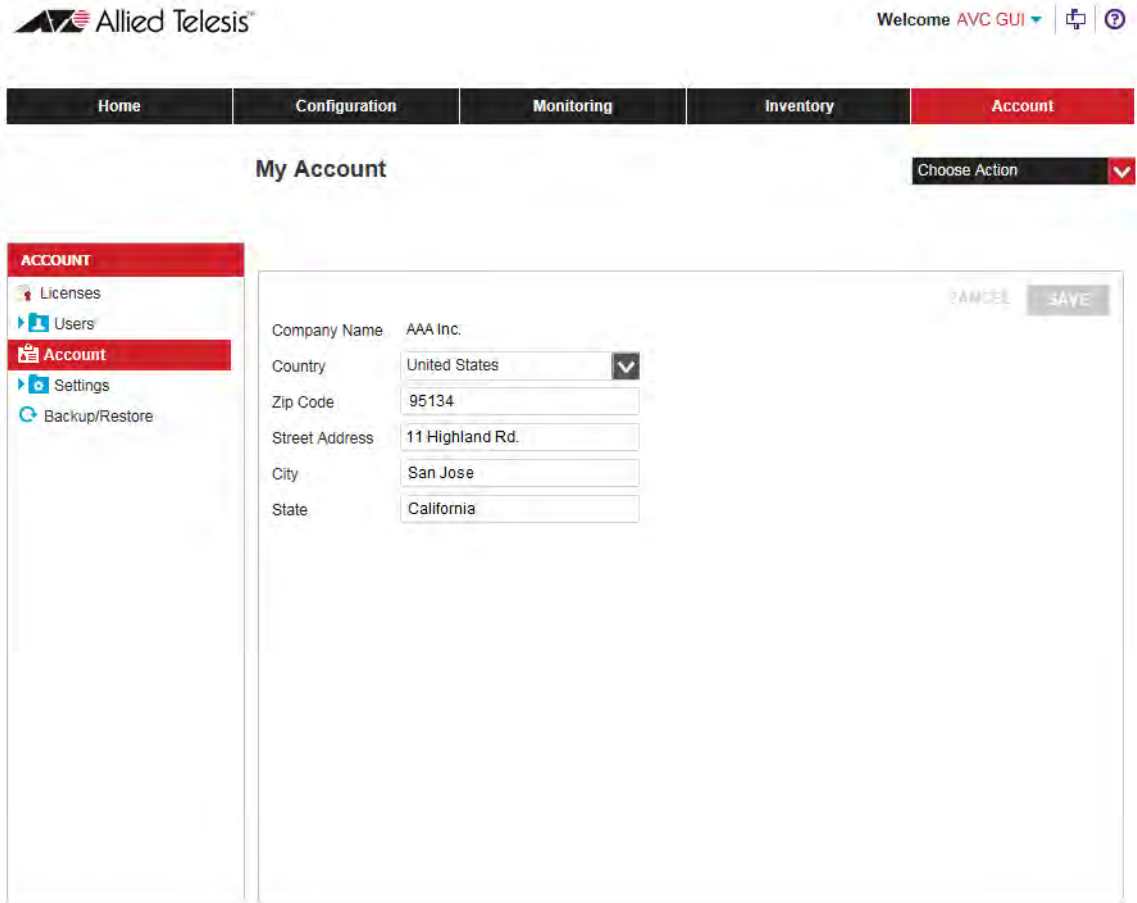 Allied Telesis™
Welcome AVC GUI
Home Configuration Monitoring Inventory Account
My Account
Choose Action
ACCOUNT
Licenses
Users
Account
Settings
Backup/Restore
CANCEL SAVE
Company Name AAA Inc.
Country United States
Zip Code 95134
Street Address 11 Highland Rd.
City San Jose
State California